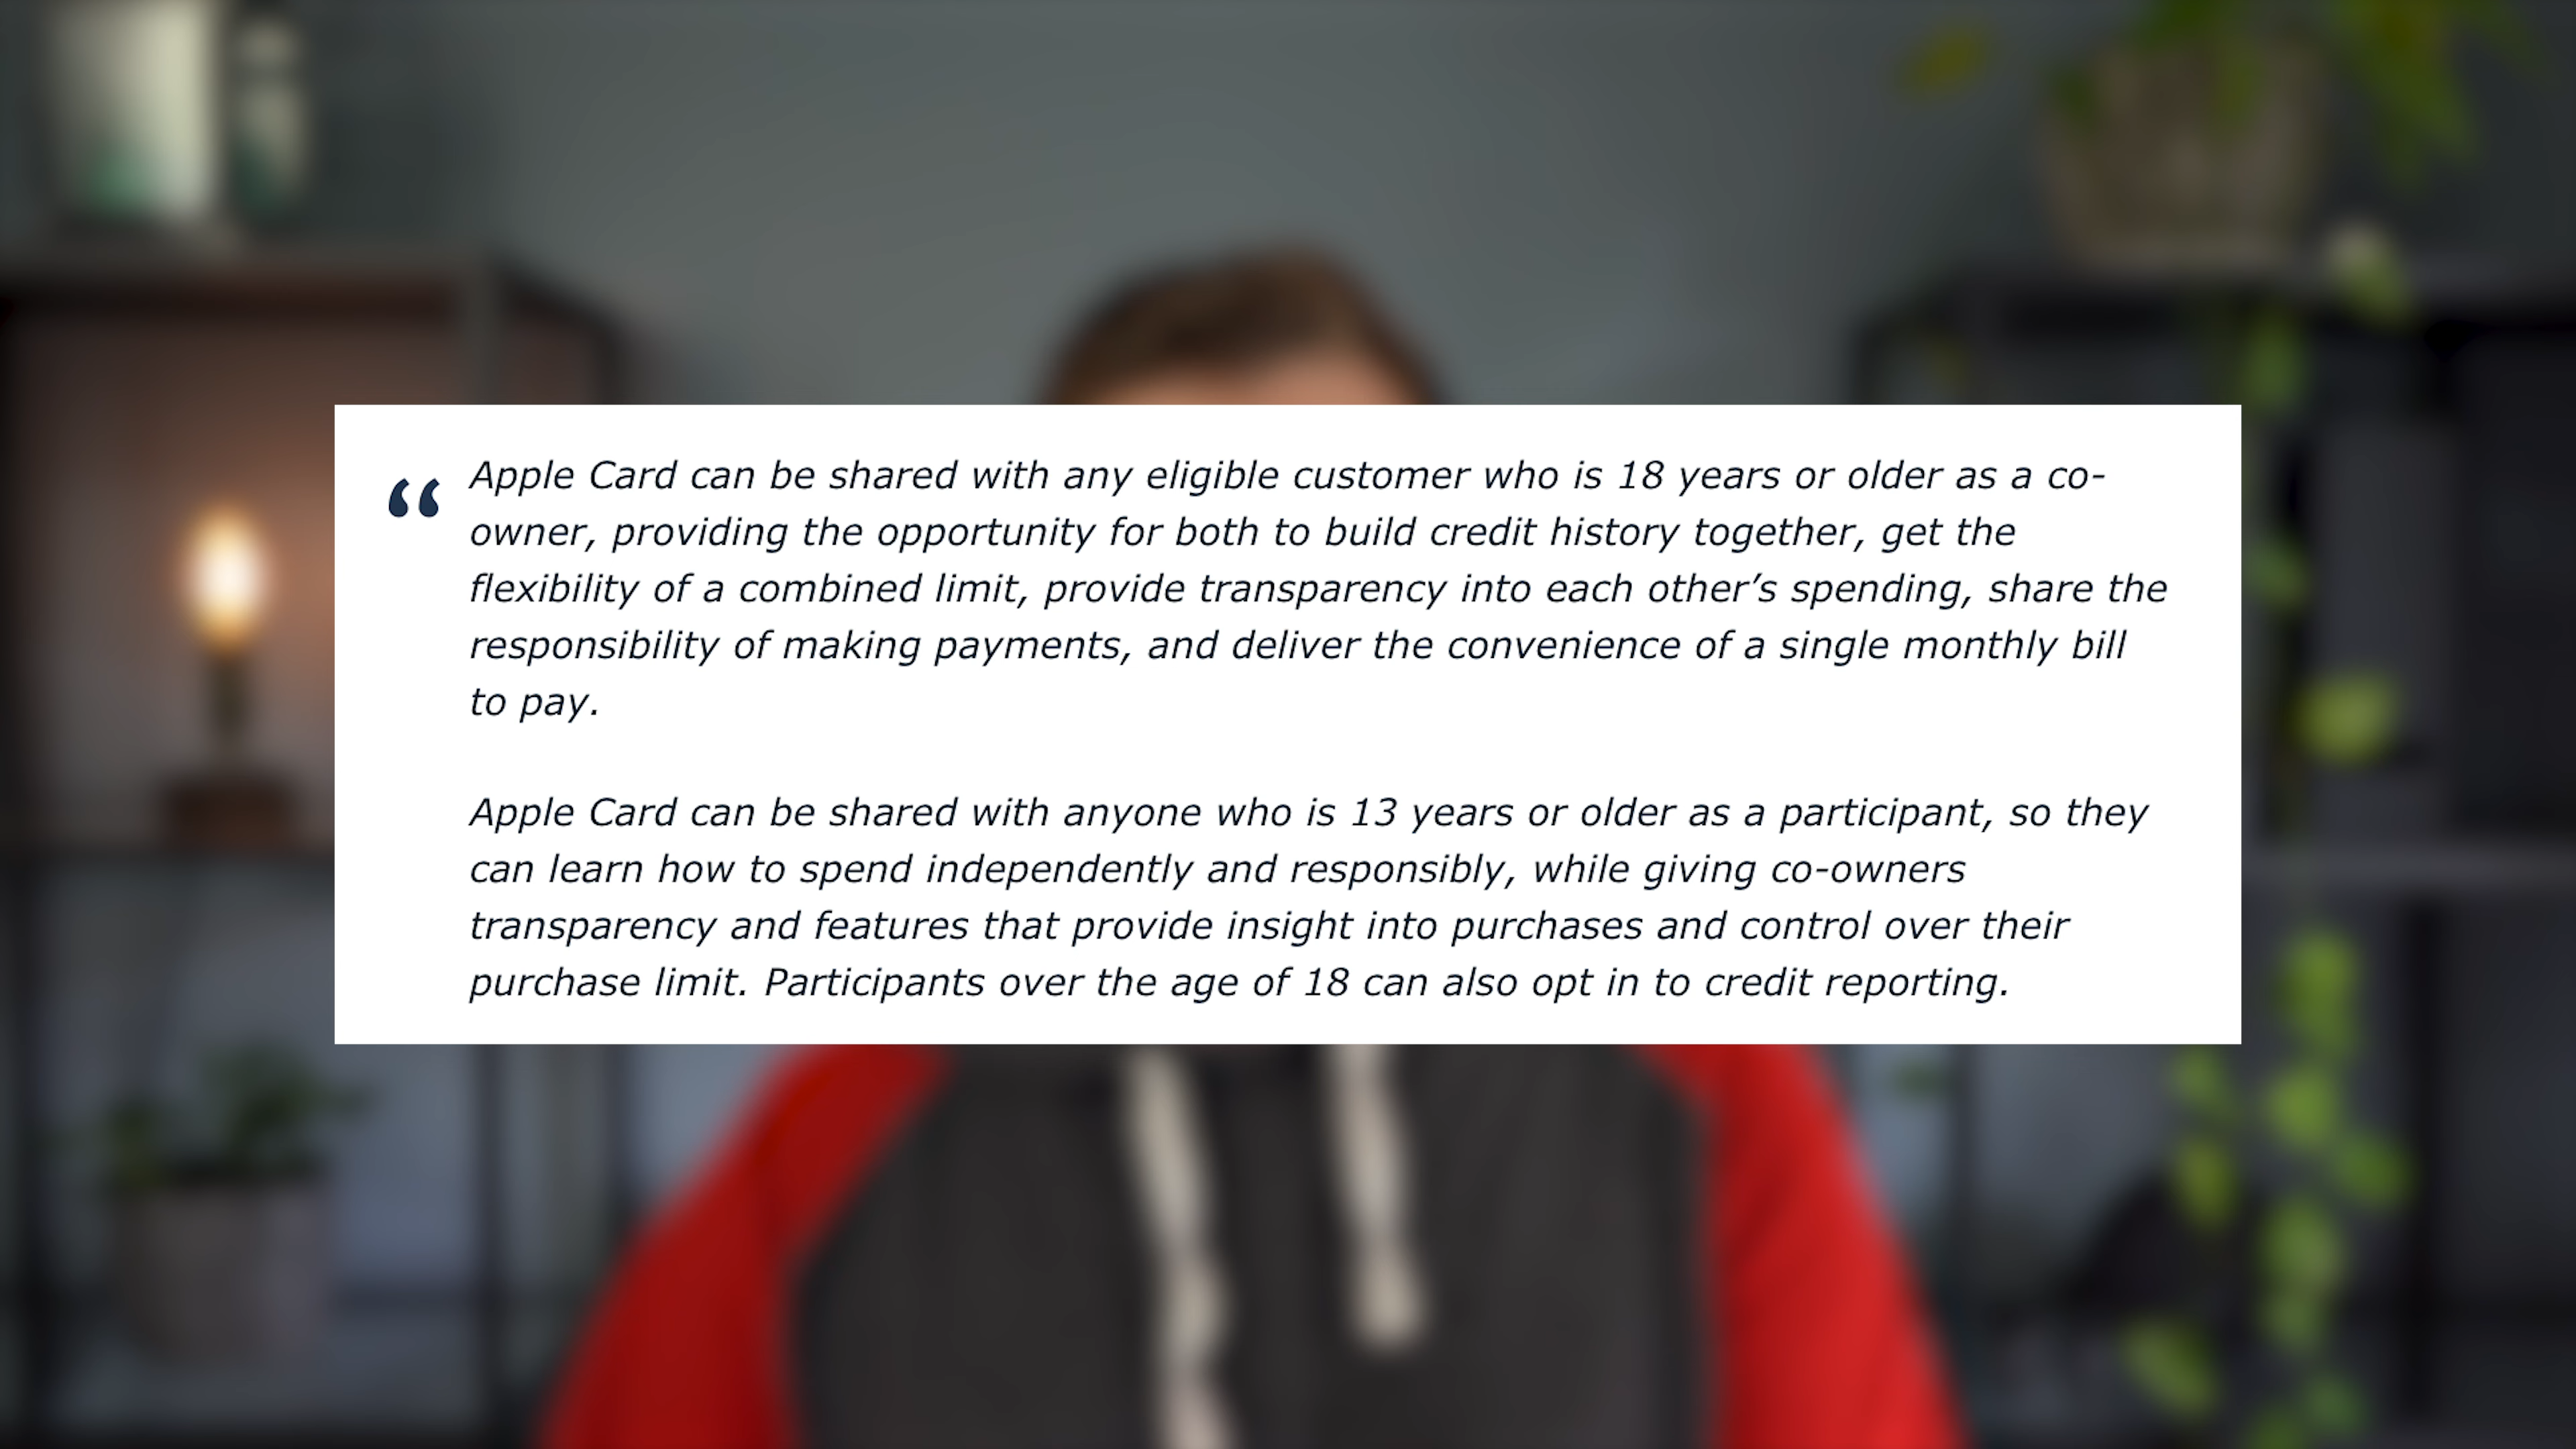 “ Apple Card can be shared with any eligible customer who is 18 years or older as a co-
owner, providing the opportunity for both to build credit history together, get the
flexibility of a combined limit, provide transparency into each other’s spending, share the
responsibility of making payments, and deliver the convenience of a single monthly bill
to pay.
Apple Card can be shared with anyone who is 13 years or older as a participant, so they
can learn how to spend independently and responsibly, while giving co-owners
transparency and features that provide insight into purchases and control over their
purchase limit. Participants over the age of 18 can also opt in to credit reporting.